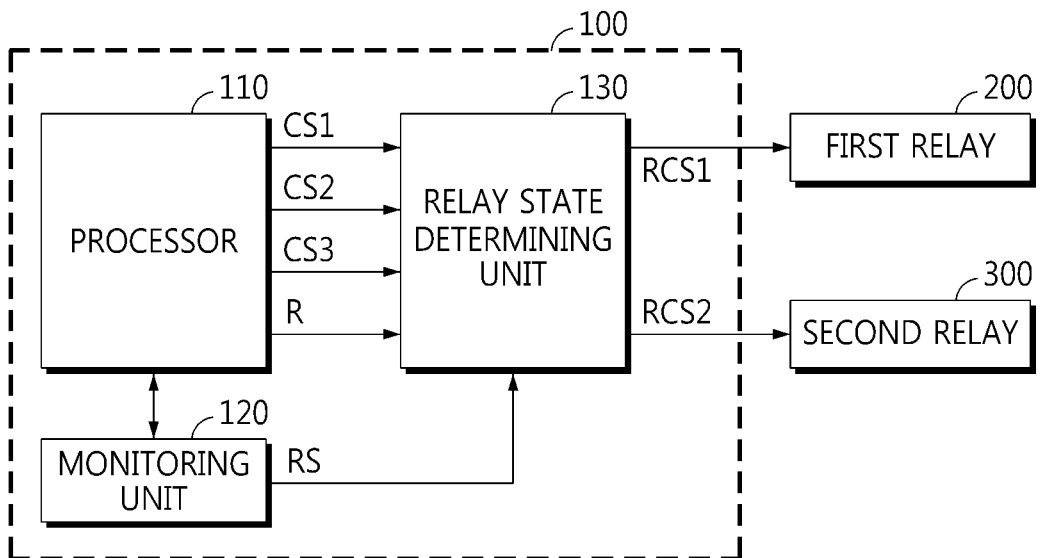 100
110
130
200
CS1
FIRST RELAY
RCS1
CS2
RELAY STATE
DETERMINING
UNIT
PROCESSOR
CS3
300
R
RCS2
SECOND RELAY
120
MONITORING
UNIT
RS